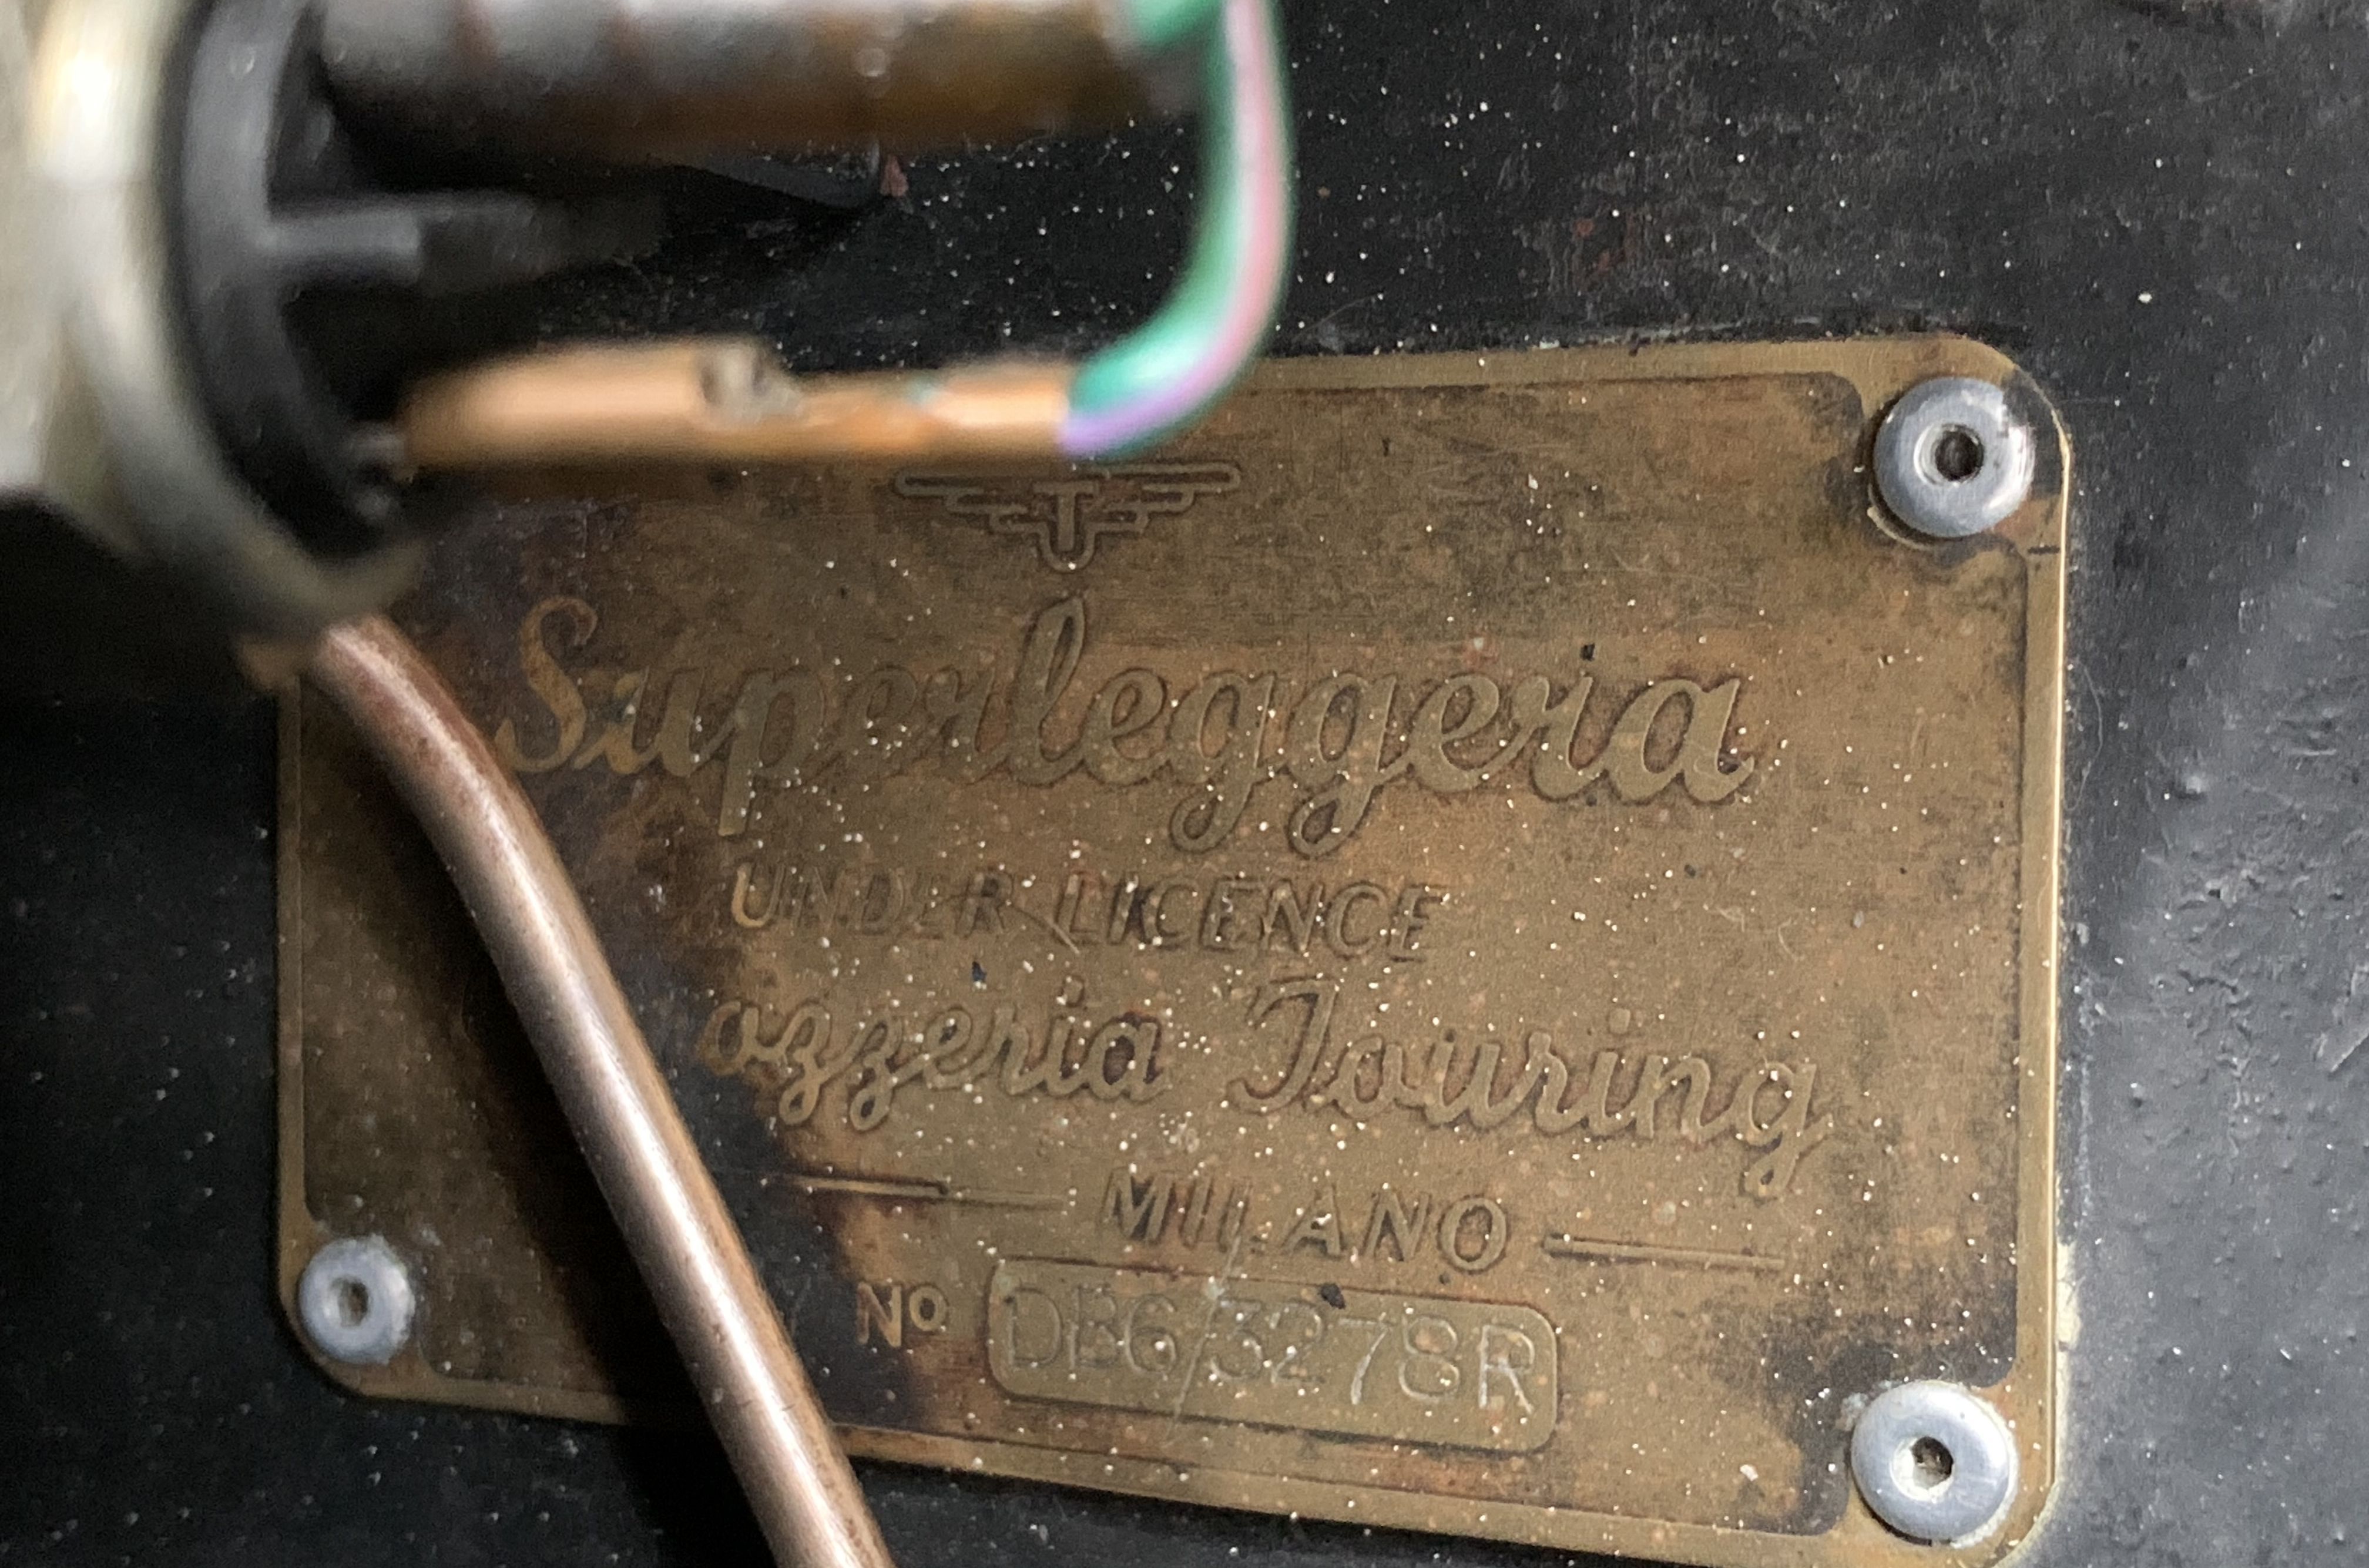 T
Superleggera
UNDER LICENCE
ozzeria Touring
MILANO
No DB6/3278R